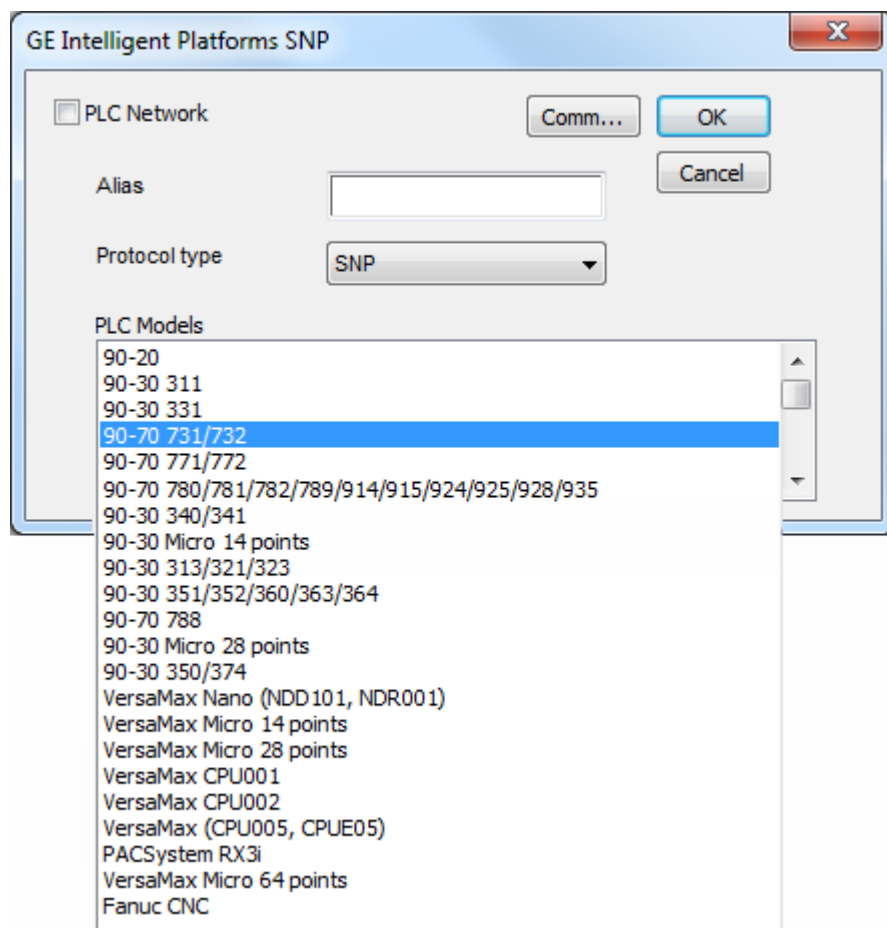 GE Intelligent Platforms SNP
PLC Network
Comm...
OK
Cancel
Alias
Protocol type
SNP
PLC Models
90-20
90-30 311
90-30 331
90-70 731/732
90-70 771/772
90-70 780/781/782/789/914/915/924/925/928/935
90-30 340/341
90-30 Micro 14 points
90-30 313/321/323
90-30 351/352/360/363/364
90-70 788
90-30 Micro 28 points
90-30 350/374
VersaMax Nano (NDD101, NDR001)
VersaMax Micro 14 points
VersaMax Micro 28 points
VersaMax CPU001
VersaMax CPU002
VersaMax (CPU005, CPUE05)
PACSystem RX3i
VersaMax Micro 64 points
Fanuc CNC